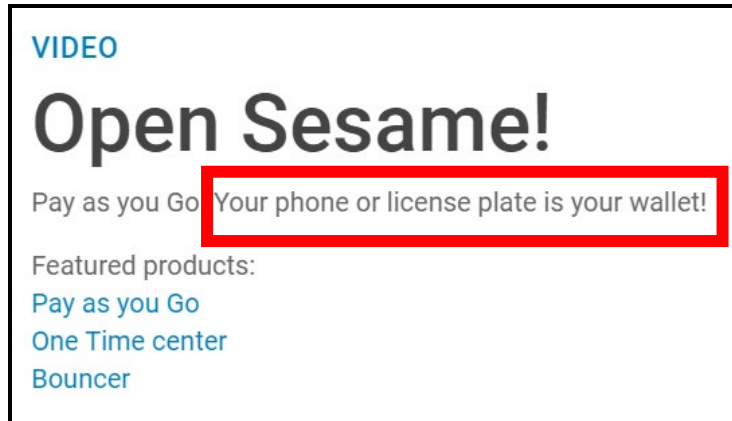 VIDEO
Open Sesame!
Pay as you Go Your phone or license plate is your wallet!
Featured products:
Pay as you Go
One Time center
Bouncer